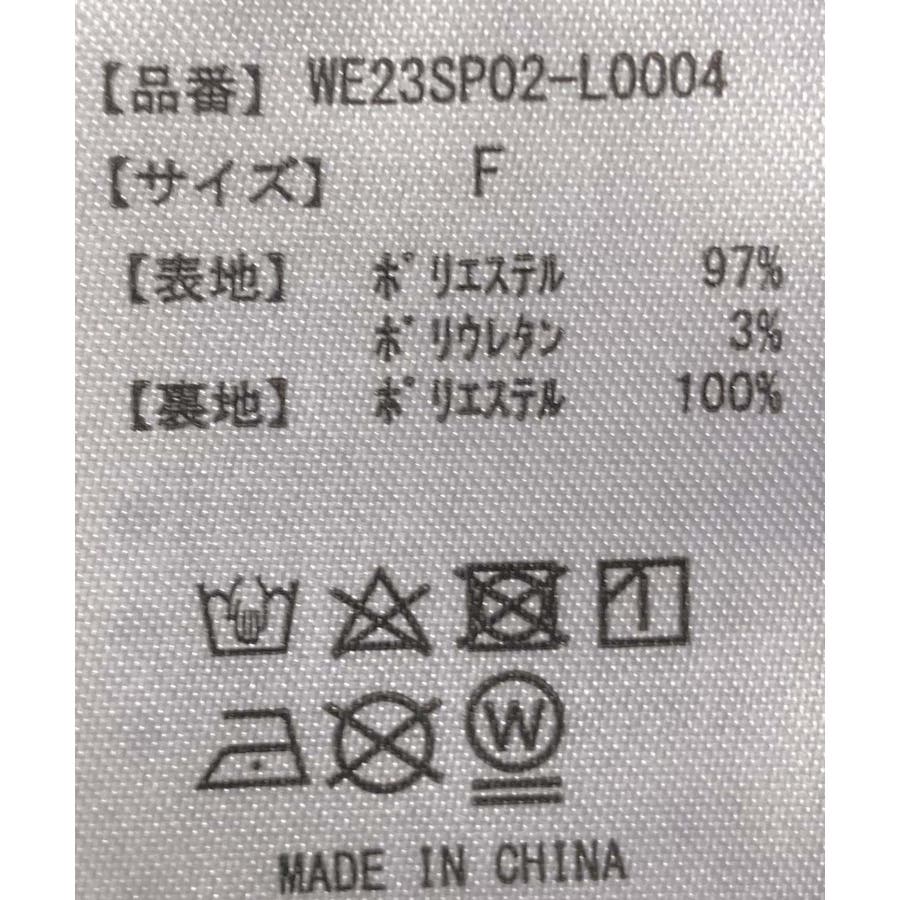 【品番】 WE23SP02-L0004
【サイズ】 F
【表地】 ﾎﾟﾘｴｽﾃﾙ 97%
ﾎﾟﾘｳﾚﾀﾝ 3%
【裏地】 ﾎﾟﾘｴｽﾃﾙ 100%
W
MADE IN CHINA